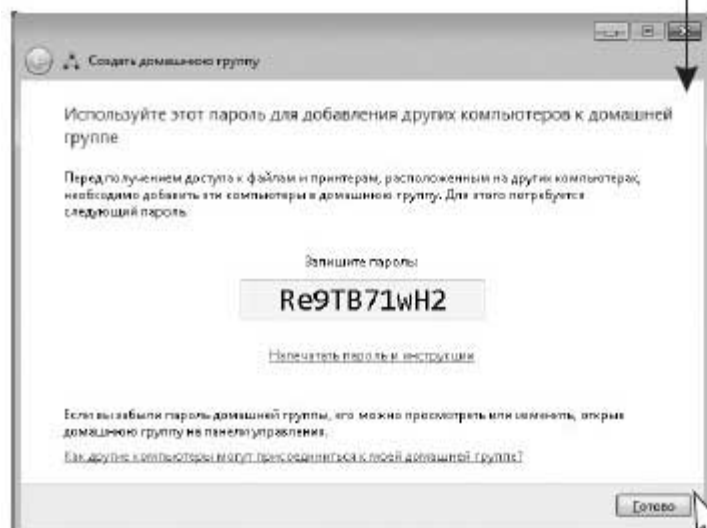 Создать домашнюю группу
Используйте этот пароль для добавления других компьютеров к домашней
группе
Перед получением доступа к файлам и принтерам, расположенным на других компьютерах,
необходимо добавить эти компьютеры в домашнюю группу. Для этого потребуется
следующий пароль:
Запишите пароль:
Re9TB71wH2
Напечатать пароль и инструкции
Если вы забыли пароль домашней группы, его можно просмотреть или изменить, открыв
домашнюю группу на панели управления.
Как другие компьютеры могут присоединиться к моей домашней группе?
Готово